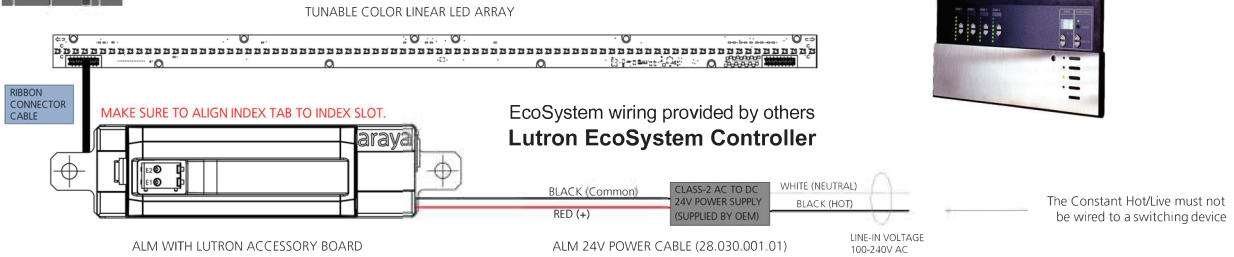 TUNABLE COLOR LINEAR LED ARRAY
RIBBON
CONNECTOR
CABLE
MAKE SURE TO ALIGN INDEX TAB TO INDEX SLOT.
EcoSystem wiring provided by others
Lutron EcoSystem Controller
araya
E2
E1
BLACK (Common)
RED (+)
CLASS-2 AC TO DC
24V POWER SUPPLY
(SUPPLIED BY OEM)
WHITE (NEUTRAL)
BLACK (HOT)
The Constant Hot/Live must not
be wired to a switching device
LINE-IN VOLTAGE
100-240V AC
ALM WITH LUTRON ACCESSORY BOARD
ALM 24V POWER CABLE (28.030.001.01)